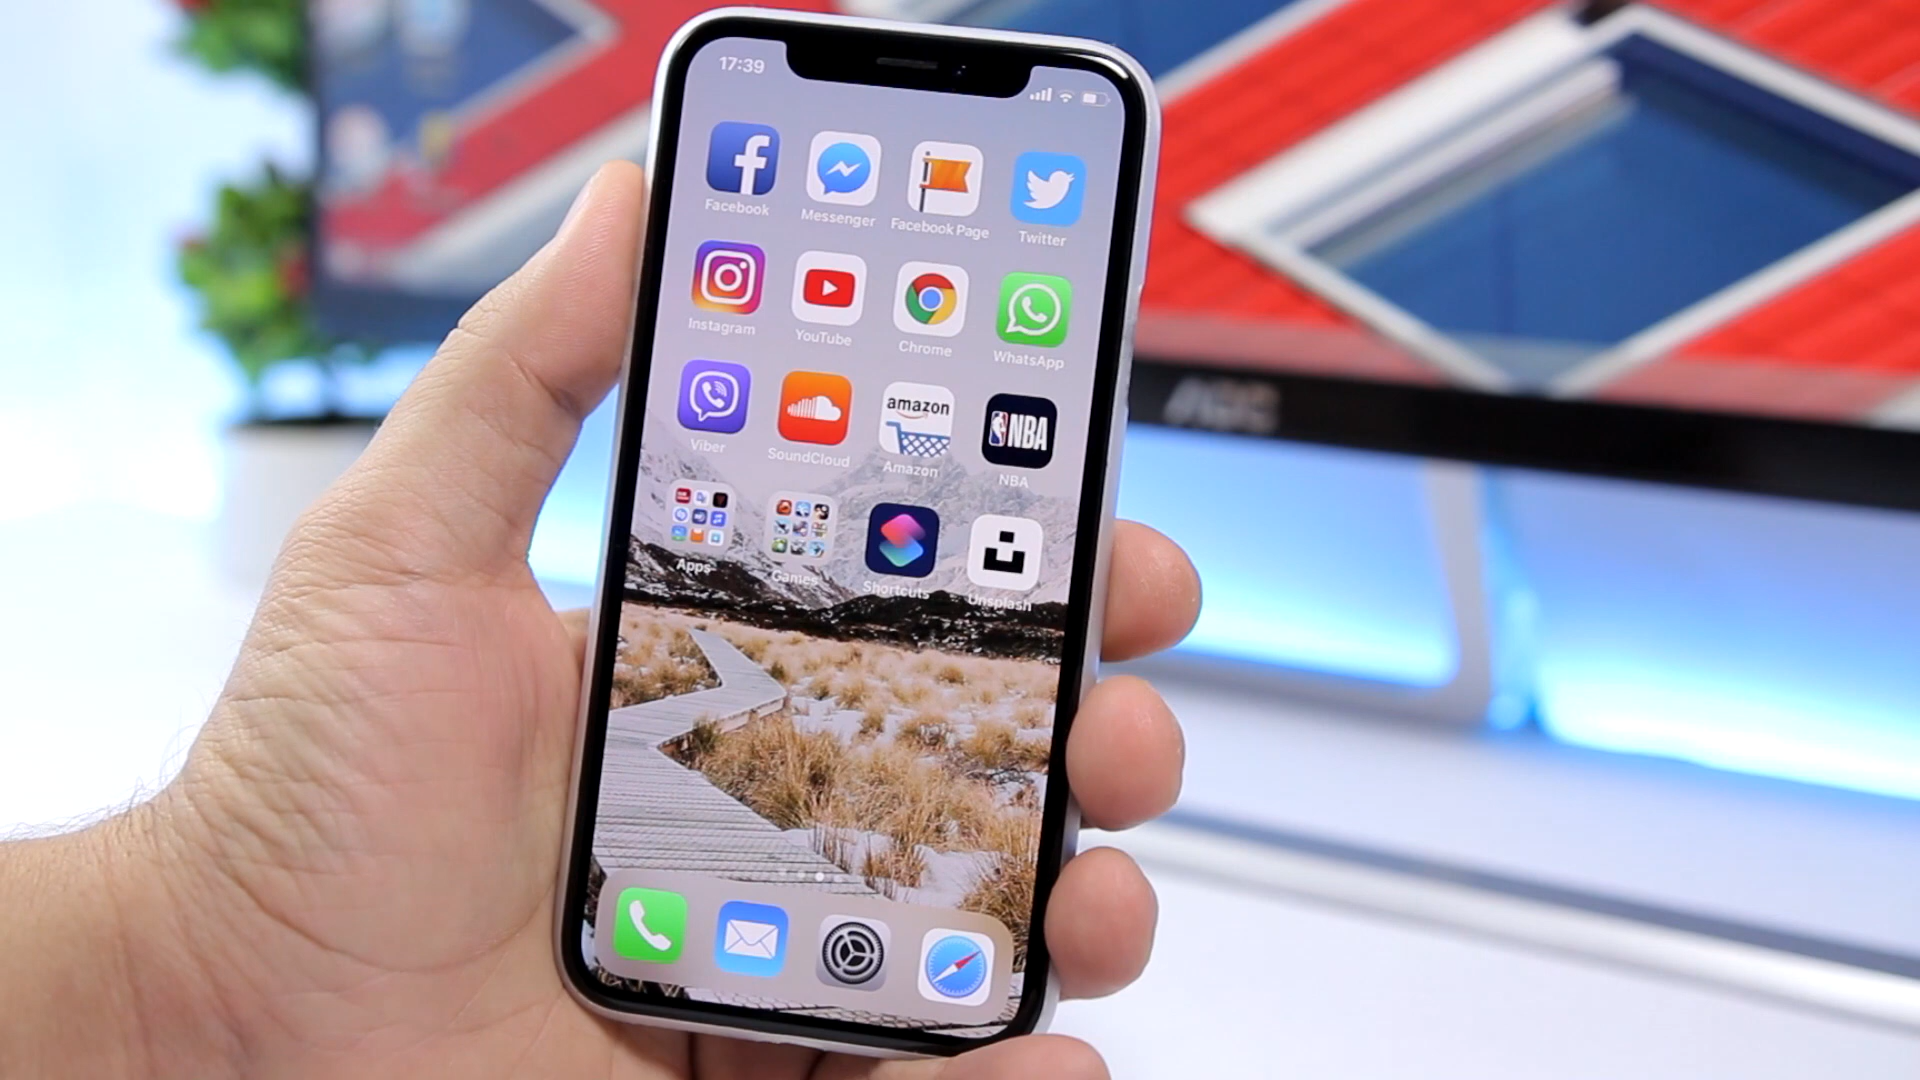 17:39
Facebook
Messenger
Facebook Page
Twitter
Instagram
YouTube
Chrome
WhatsApp
amazon
NBA
Viber
SoundCloud
Amazon
NBA
Apps
Games
Shortcuts
Unsplash
AOC